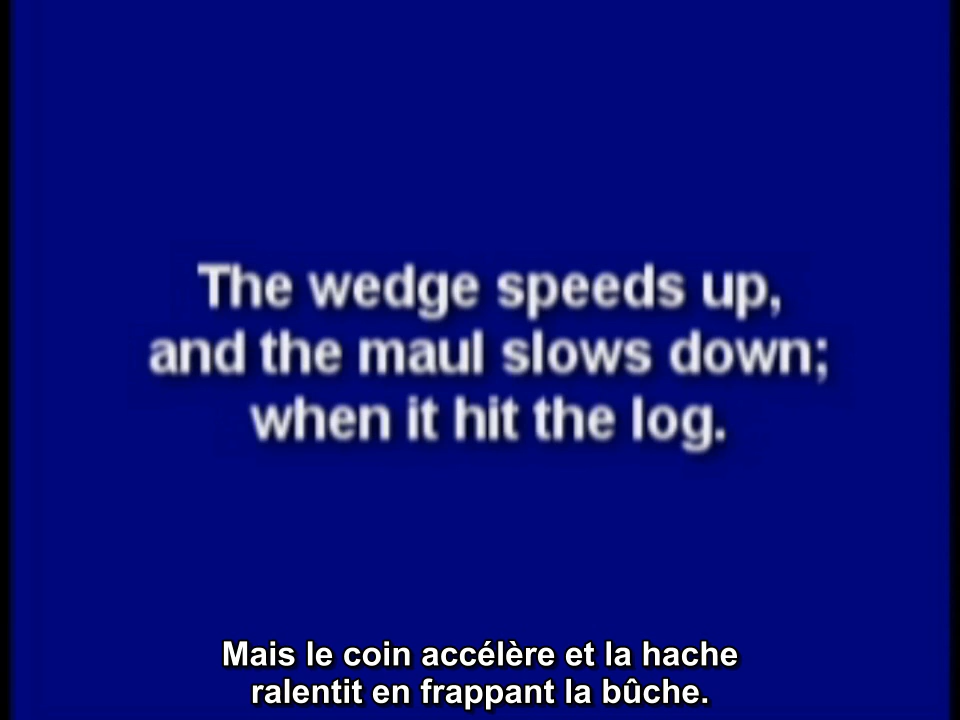 The wedge speeds up,
and the maul slows down;
when it hit the log.
Mais le coin accélère et la hache
ralentit en frappant la bûche.